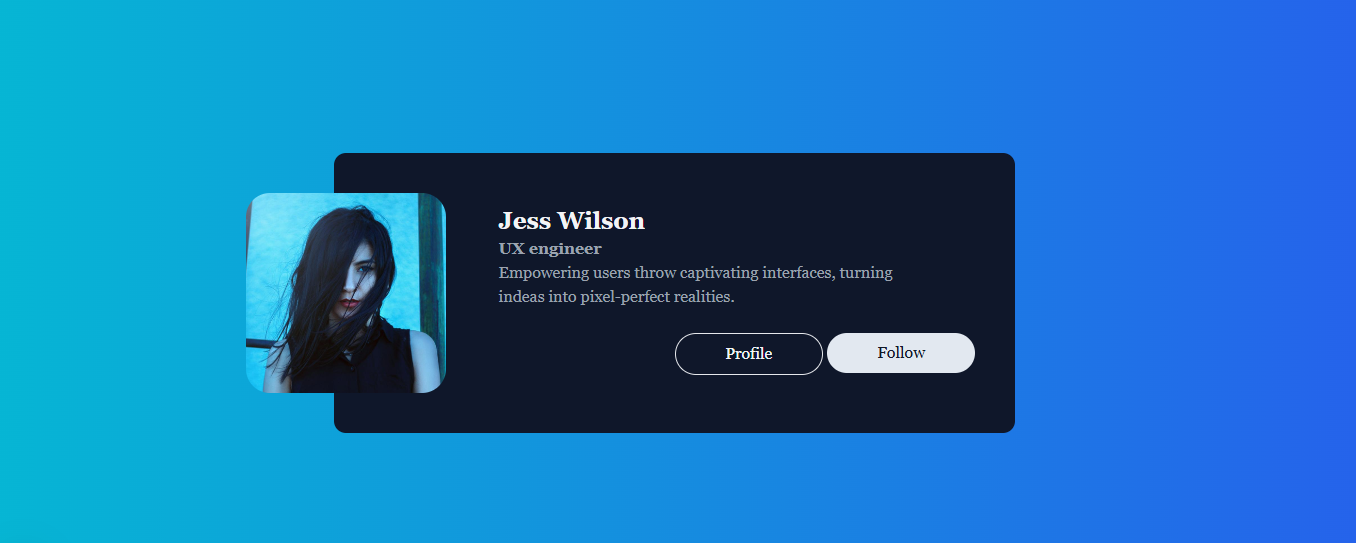 Jess Wilson
UX engineer
Empowering users throw captivating interfaces, turning
indeas into pixel-perfect realities.
Profile
Follow